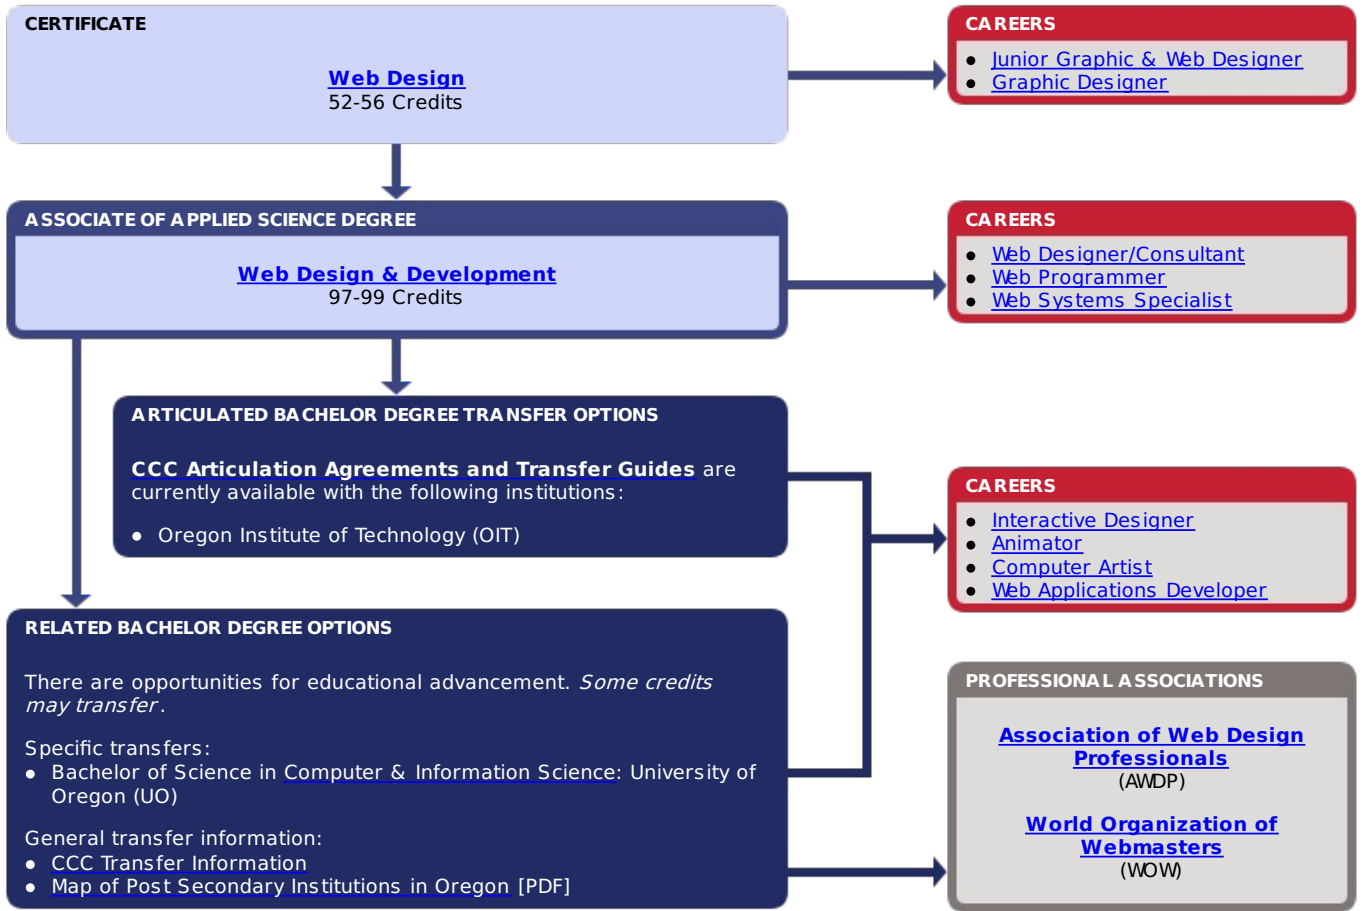 CERTIFICATE
Web Design
52-56 Credits
CAREERS
● Junior Graphic & Web Designer
● Graphic Designer
ASSOCIATE OF APPLIED SCIENCE DEGREE
Web Design & Development
97-99 Credits
CAREERS
● Web Designer/Consultant
● Web Programmer
● Web Systems Specialist
ARTICULATED BACHELOR DEGREE TRANSFER OPTIONS
CCC Articulation Agreements and Transfer Guides are
currently available with the following institutions:
● Oregon Institute of Technology (OIT)
CAREERS
● Interactive Designer
● Animator
● Computer Artist
● Web Applications Developer
RELATED BACHELOR DEGREE OPTIONS
There are opportunities for educational advancement. Some credits
may transfer.
Specific transfers:
● Bachelor of Science in Computer & Information Science: University of
Oregon (UO)
General transfer information:
● CCC Transfer Information
● Map of Post Secondary Institutions in Oregon [PDF]
PROFESSIONAL ASSOCIATIONS
Association of Web Design
Professionals
(AWDP)
World Organization of
Webmasters
(WOW)